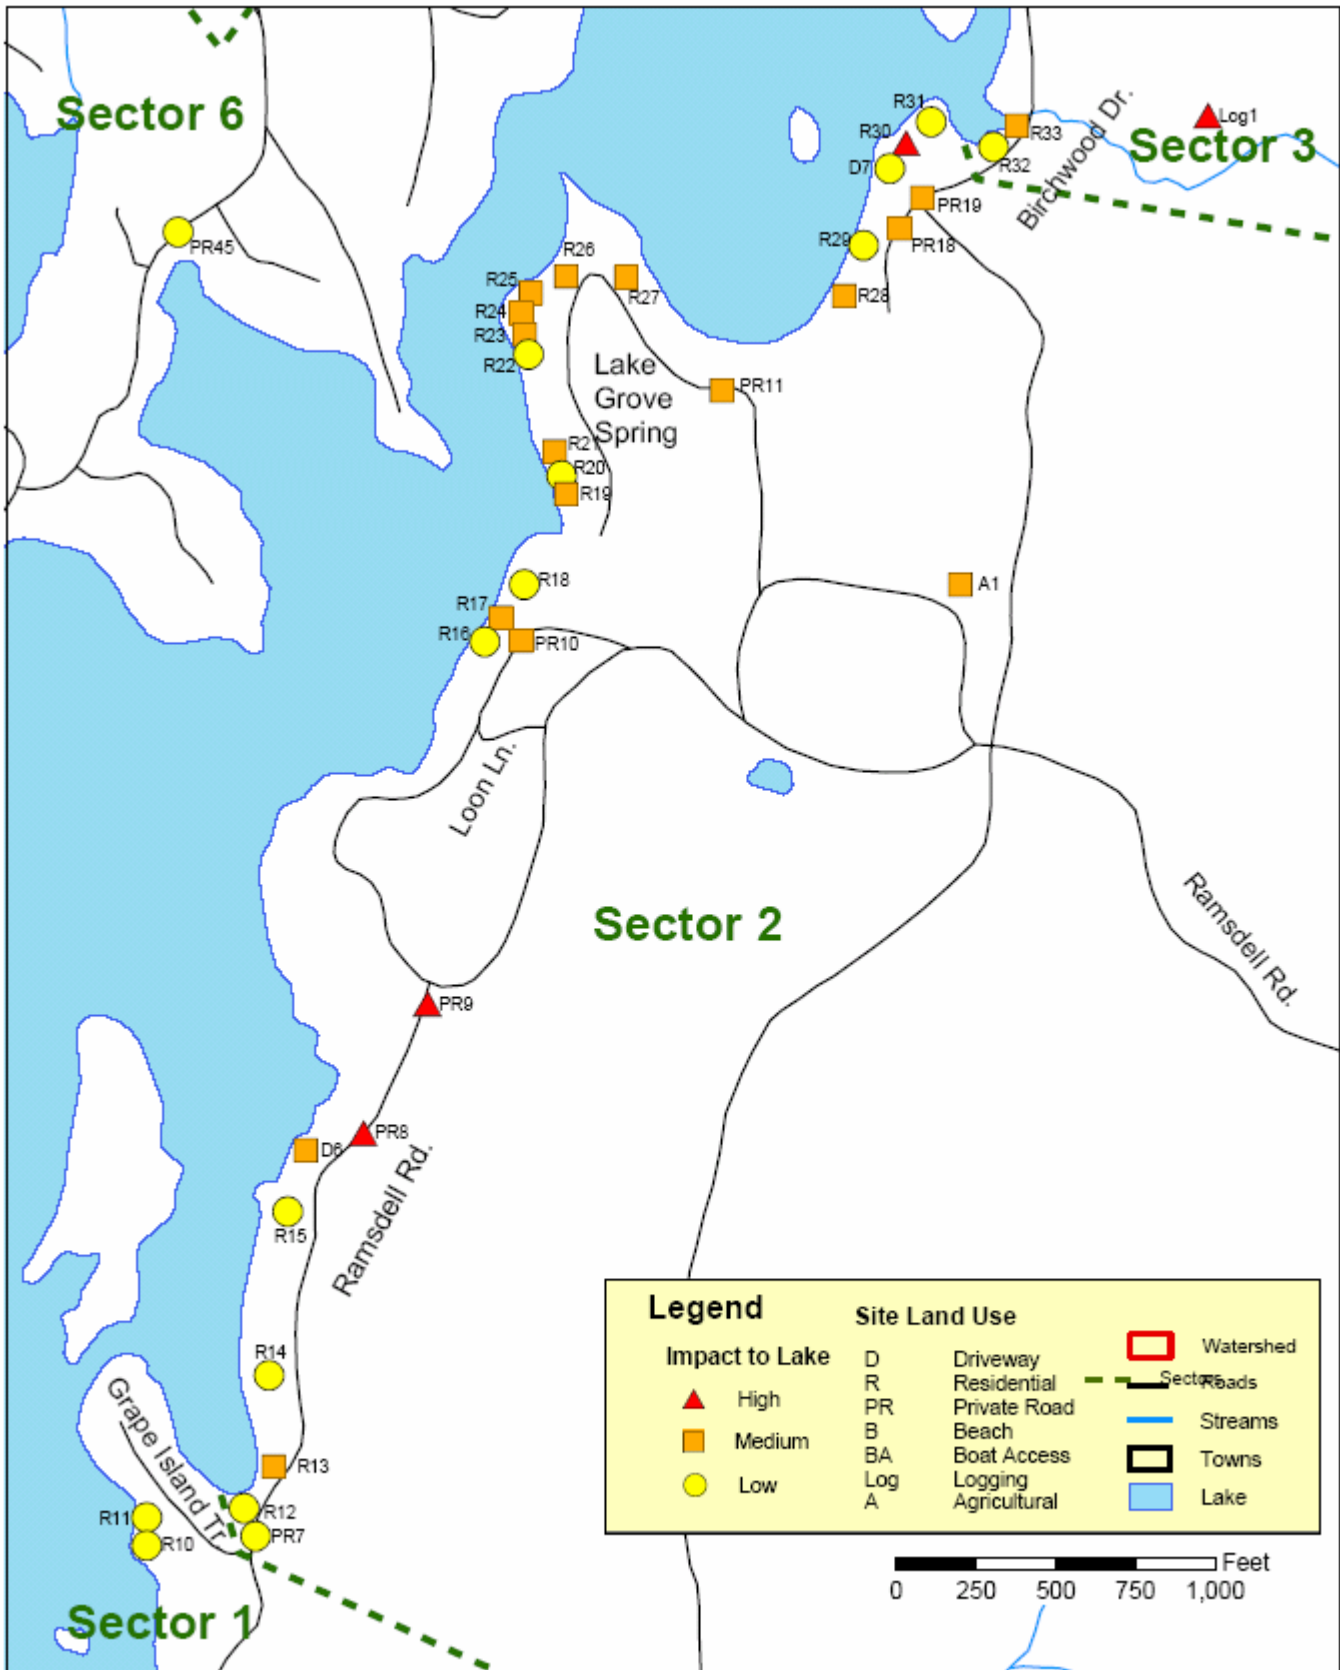 Sector 6
Log1
Sector 3
Birchwood Dr.
R31
R30
R33
R32
D7
PR19
PR18
R29
R28
PR45
R26
R27
R25
R24
R23
R22
Lake
Grove
Spring
PR11
R21
R20
R19
R18
R17
R16
PR10
A1
Loon Ln.
Ramsdell Rd.
Sector 2
PR9
PR8
D6
Ramsdell Rd.
R15
R14
R13
Grape Island Tr.
R12
PR7
R11
R10
Sector 1
Legend
Impact to Lake
High
Medium
Low
Site Land Use
D Driveway
R Residential
PR Private Road
B Beach
BA Boat Access
Log Logging
A Agricultural
Watershed
Sectors
Roads
Streams
Towns
Lake
Feet
0 250 500 750 1,000